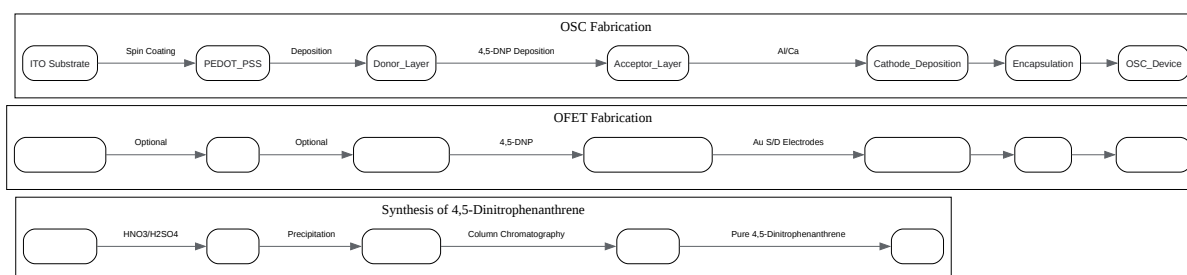 OSC Fabrication
ITO Substrate
Spin Coating
PEDOT_PSS
Deposition
Donor_Layer
4,5-DNP Deposition
Acceptor_Layer
Al/Ca
Cathode_Deposition
Encapsulation
OSC_Device
OFET Fabrication
Optional
Optional
4,5-DNP
Au S/D Electrodes
Synthesis of 4,5-Dinitrophenanthrene
HNO3/H2SO4
Precipitation
Column Chromatography
Pure 4,5-Dinitrophenanthrene